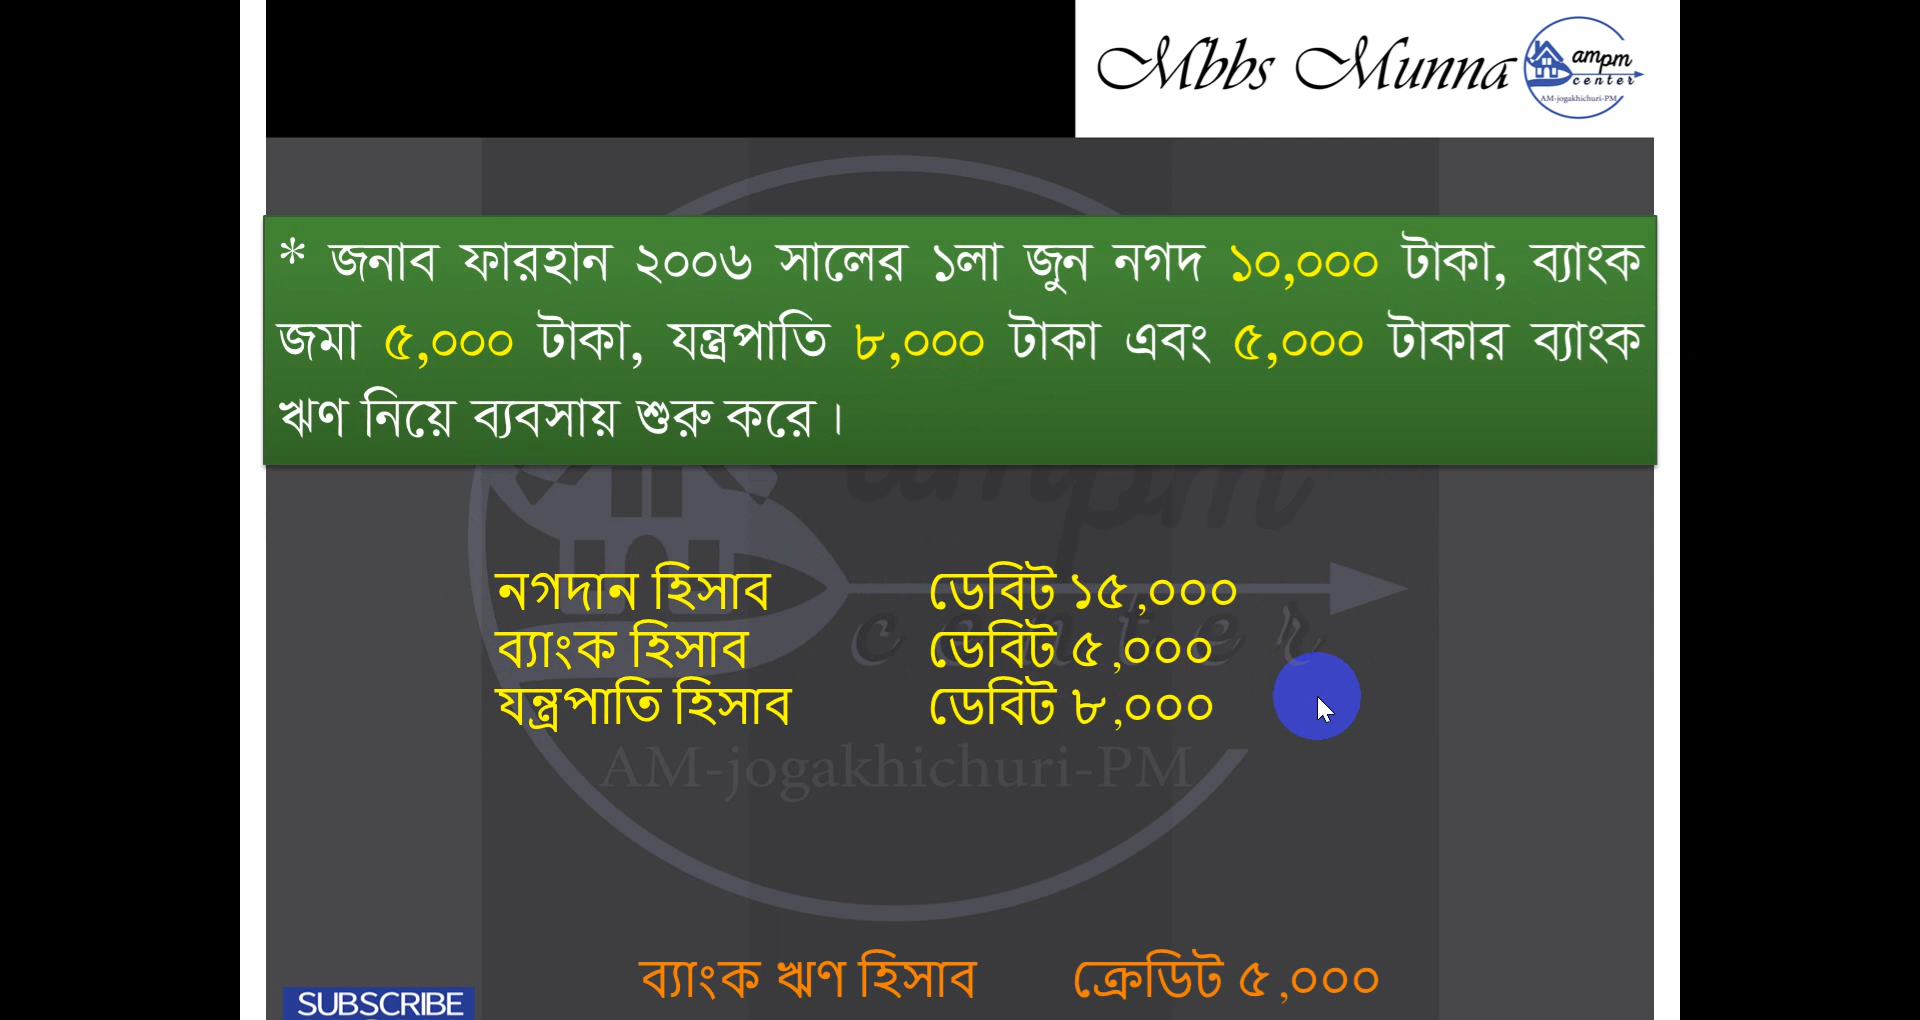 Mbbs Munna
ampm
center
AM-jogakhichuri-PM
* জনাব ফারহান ২০০৬ সালের ১লা জুন নগদ ১০,০০০ টাকা, ব্যাংক
জমা ৫,০০০ টাকা, যন্ত্রপাতি ৮,০০০ টাকা এবং ৫,০০০ টাকার ব্যাংক
ঋণ নিয়ে ব্যবসায় শুরু করে।
ampm
center
নগদান হিসাব ডেবিট ১৫,০০০
ব্যাংক হিসাব ডেবিট ৫,০০০
যন্ত্রপাতি হিসাব ডেবিট ৮,০০০
AM-jogakhichuri-PM
ব্যাংক ঋণ হিসাব ক্রেডিট ৫,০০০
SUBSCRIBE